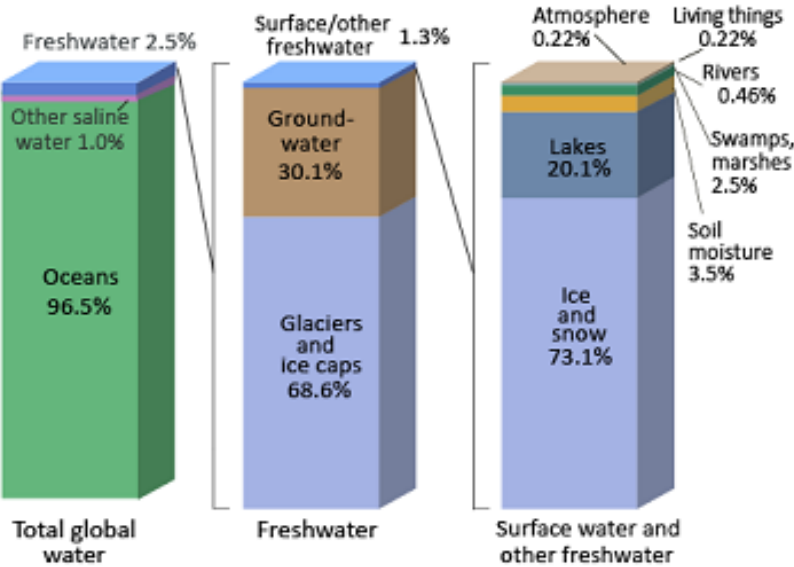 Freshwater 2.5%
Other saline
water 1.0%
Oceans
96.5%
Total global
water
Surface/other
freshwater 1.3%
Ground-
water
30.1%
Glaciers
and
ice caps
68.6%
Freshwater
Atmosphere
0.22%
Living things
0.22%
Rivers
0.46%
Swamps,
marshes
2.5%
Soil
moisture
3.5%
Lakes
20.1%
Ice
and
snow
73.1%
Surface water and
other freshwater